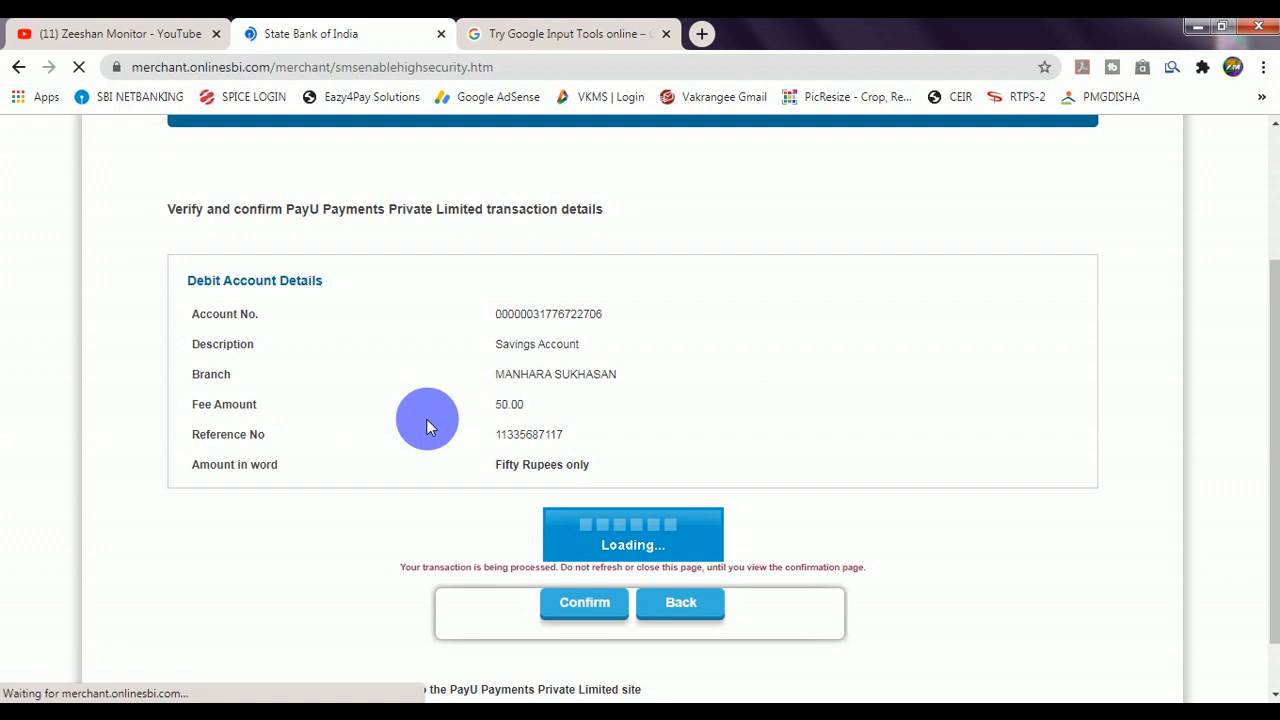 (11) Zeeshan Monitor - YouTube
State Bank of India
Try Google Input Tools online –
merchant.onlinesbi.com/merchant/smsenablehighsecurity.htm
Apps SBI NETBANKING SPICE LOGIN Eazy4Pay Solutions Google AdSense VKMS | Login Vakrangee Gmail PicResize - Crop, Re... CEIR RTPS-2 PMGDISHA »
Verify and confirm PayU Payments Private Limited transaction details
Debit Account Details
Account No. 00000031776722706
Description Savings Account
Branch MANHARA SUKHASAN
Fee Amount 50.00
Reference No 11335687117
Amount in word Fifty Rupees only
Loading...
Your transaction is being processed. Do not refresh or close this page, until you view the confirmation page.
Confirm Back
the PayU Payments Private Limited site
Waiting for merchant.onlinesbi.com...